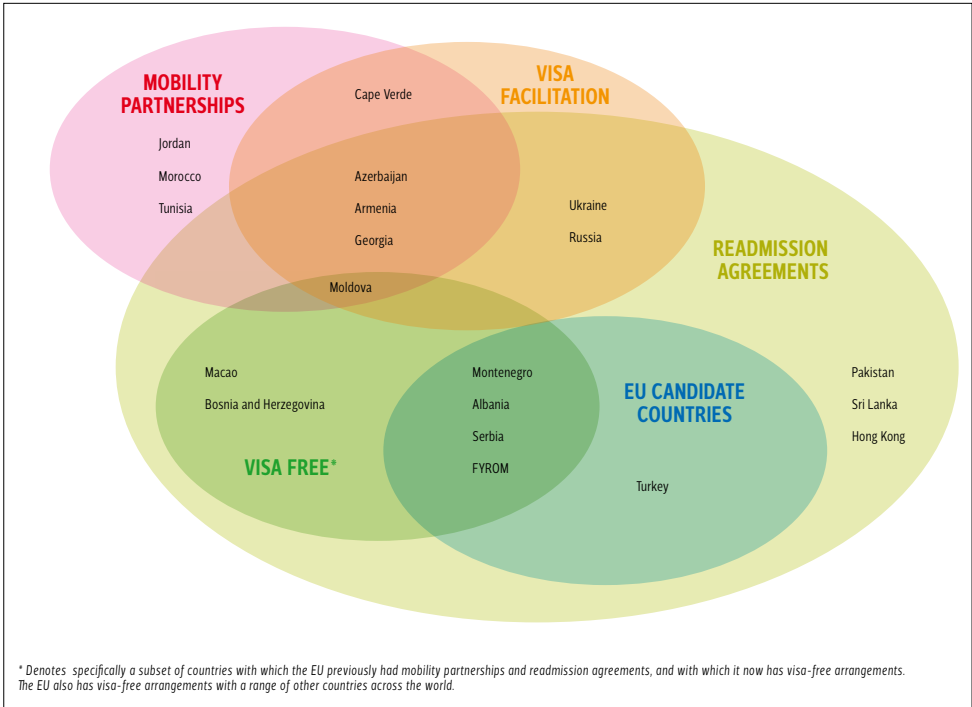 MOBILITY
PARTNERSHIPS
VISA
FACILITATION
Cape Verde
Jordan
Morocco
Tunisia
Azerbaijan
Armenia
Georgia
Ukraine
Russia
READMISSION
AGREEMENTS
Moldova
Macao
Bosnia and Herzegovina
Montenegro
Albania
Serbia
FYROM
EU CANDIDATE
COUNTRIES
Pakistan
Sri Lanka
Hong Kong
VISA FREE*
Turkey
* Denotes specifically a subset of countries with which the EU previously had mobility partnerships and readmission agreements, and with which it now has visa-free arrangements.
The EU also has visa-free arrangements with a range of other countries across the world.